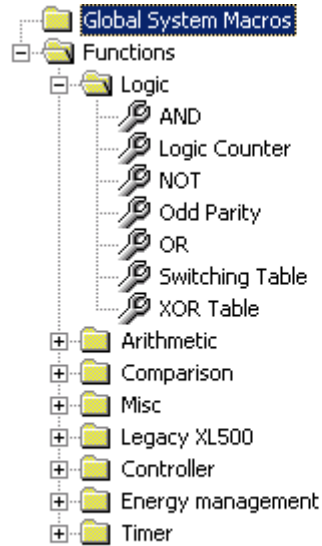 Global System Macros
Functions
Logic
AND
Logic Counter
NOT
Odd Parity
OR
Switching Table
XOR Table
Arithmetic
Comparison
Misc
Legacy XL500
Controller
Energy management
Timer